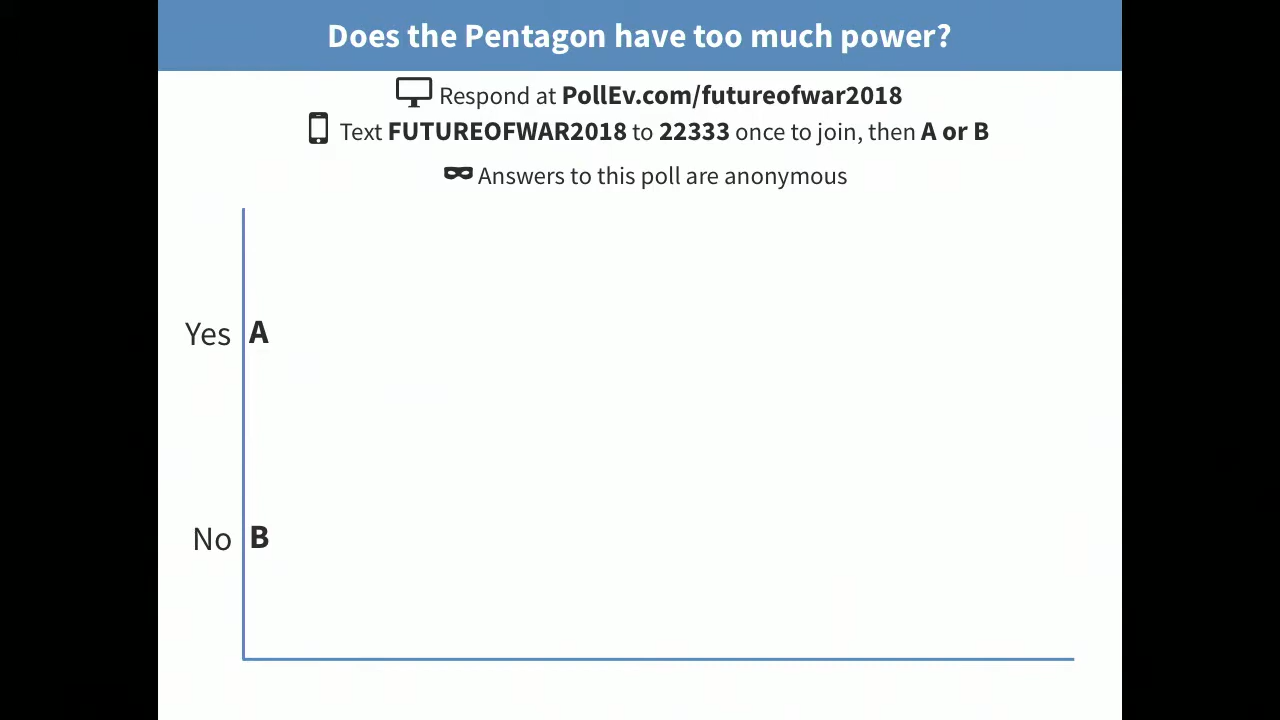 Does the Pentagon have too much power?
Respond at PollEv.com/futureofwar2018
Text FUTUREOFWAR2018 to 22333 once to join, then A or B
Answers to this poll are anonymous
Yes A
No B